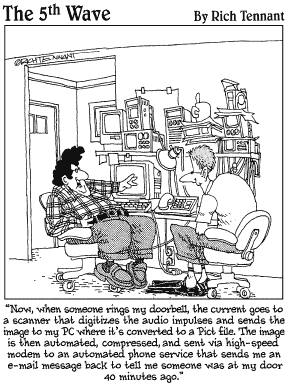 The 5th Wave
By Rich Tennant
©RICHTENNANT
"Now, when someone rings my doorbell, the current goes to
a scanner that digitizes the audio impulses and sends the
image to my PC where it's converted to a Pict file. The image
is then automated, compressed, and sent via high-speed
modem to an automated phone service that sends me an
e-mail message back to tell me someone was at my door
40 minutes ago."